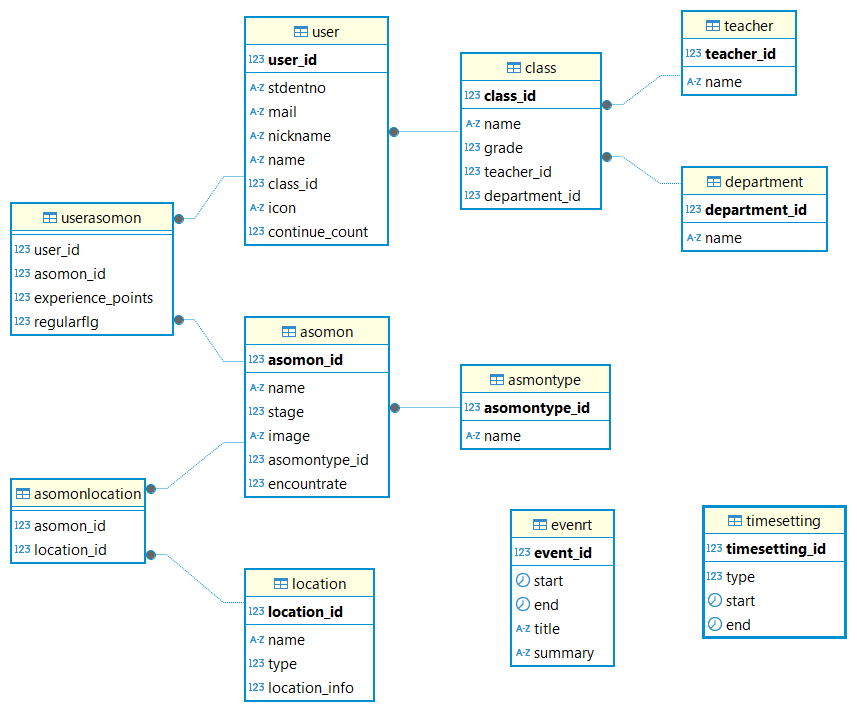 user
123 user_id
A-Z stdentno
A-Z mail
A-Z nickname
A-Z name
123 class_id
A-Z icon
123 continue_count
class
123 class_id
A-Z name
123 grade
123 teacher_id
123 department_id
teacher
123 teacher_id
A-Z name
department
123 department_id
A-Z name
userasomon
123 user_id
123 asomon_id
123 experience_points
123 regularflg
asomon
123 asomon_id
A-Z name
123 stage
A-Z image
123 asomontype_id
123 encountrate
asmontype
123 asomontype_id
A-Z name
asomonlocation
123 asomon_id
123 location_id
location
123 location_id
A-Z name
123 type
123 location_info
evenrt
123 event_id
start
end
A-Z title
A-Z summary
timesetting
123 timesetting_id
123 type
start
end